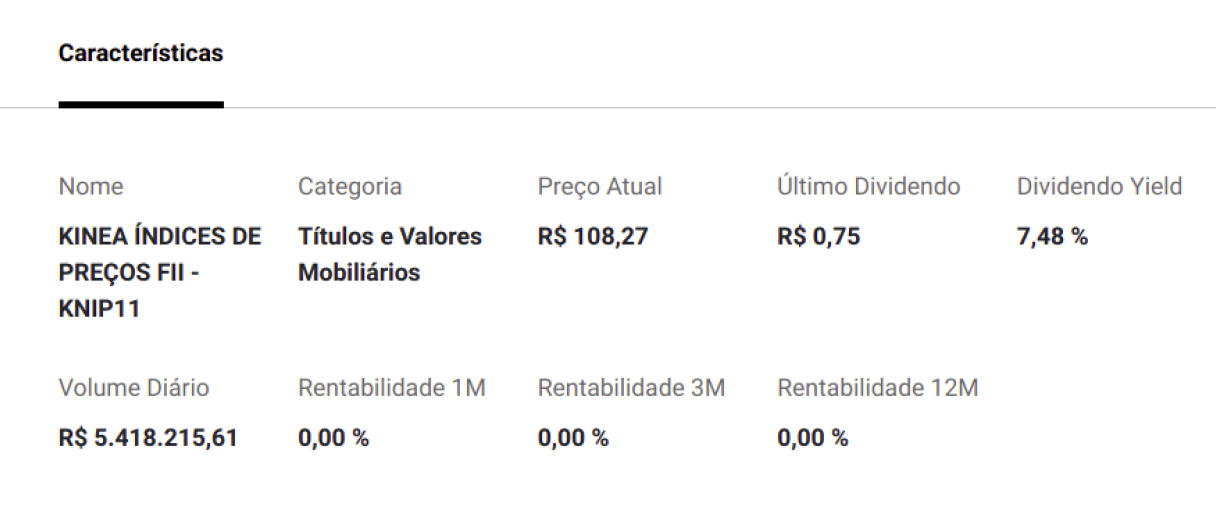 Características
Nome
Categoria
Preço Atual
Último Dividendo
Dividendo Yield
KINEA ÍNDICES DE
PREÇOS FII -
KNIP11
Títulos e Valores
Mobiliários
R$ 108,27
R$ 0,75
7,48 %
Volume Diário
Rentabilidade 1M
Rentabilidade 3M
Rentabilidade 12M
R$ 5.418.215,61
0,00 %
0,00 %
0,00 %